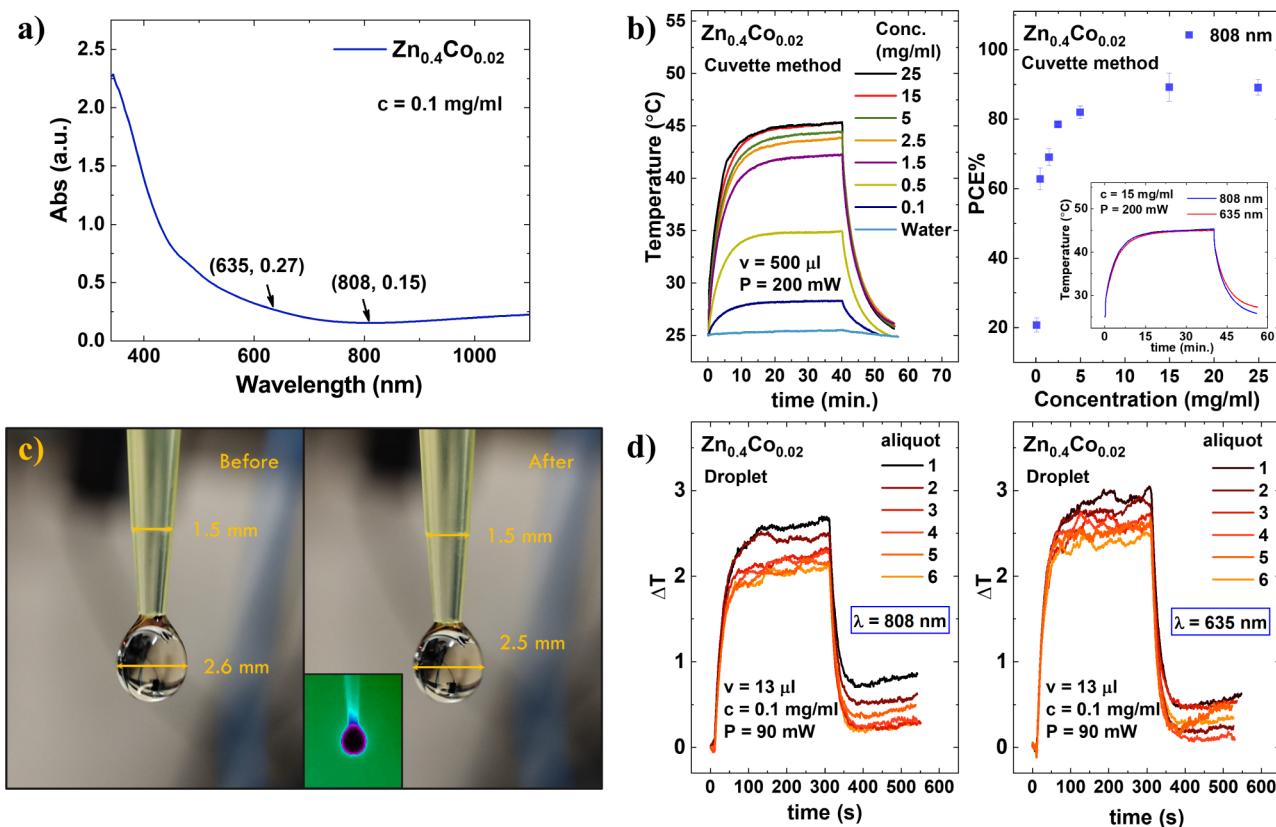 a)
2.5
2.0
1.5
1.0
0.5
0.0
Abs (a.u.)
Zn0.4Co0.02
c = 0.1 mg/ml
(635, 0.27)
(808, 0.15)
400 600 800 1000
Wavelength (nm)
b)
Zn0.4Co0.02
Cuvette method
Conc.
(mg/ml)
25
15
5
2.5
1.5
0.5
0.1
Water
55
50
45
40
35
30
25
Temperature (°C)
v = 500 µl
P = 200 mW
0 10 20 30 40 50 60 70
time (min.)
Zn0.4Co0.02
808 nm
Cuvette method
100
80
60
40
20
PCE%
c = 15 mg/ml
P = 200 mW
808 nm
635 nm
50
40
30
Temperature (°C)
0 15 30 45 60
time (min.)
0 5 10 15 20 25
Concentration (mg/ml)
c)
Before
1.5 mm
2.6 mm
After
1.5 mm
2.5 mm
d)
Zn0.4Co0.02
Droplet
aliquot
1
2
3
4
5
6
3
2
1
0
ΔT
λ = 808 nm
v = 13 µl
c = 0.1 mg/ml
P = 90 mW
0 100 200 300 400 500 600
time (s)
Zn0.4Co0.02
Droplet
aliquot
1
2
3
4
5
6
3
2
1
0
ΔT
λ = 635 nm
v = 13 µl
c = 0.1 mg/ml
P = 90 mW
0 100 200 300 400 500 600
time (s)